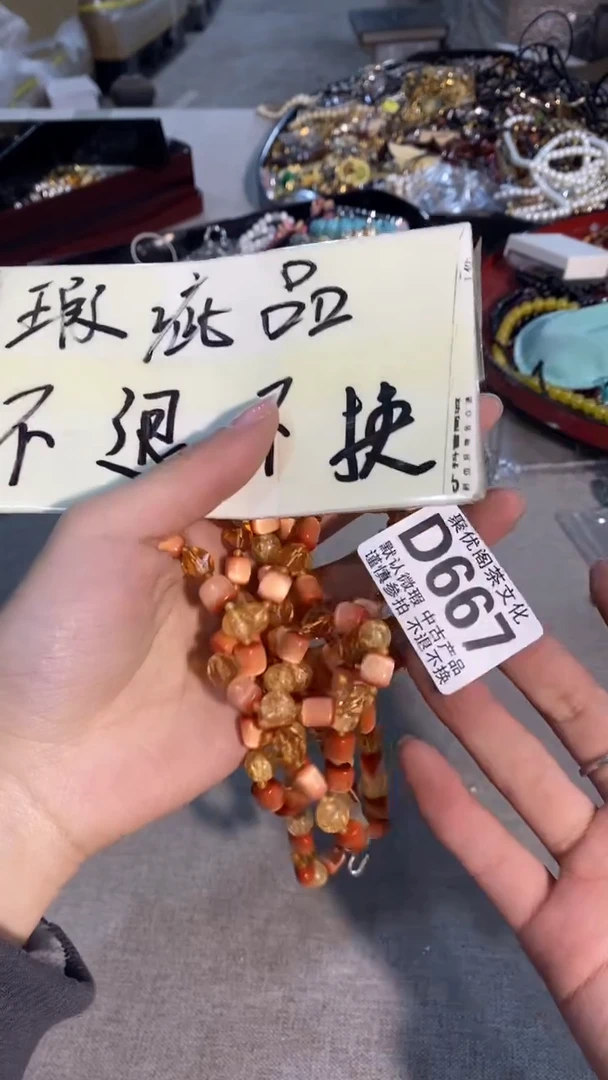 瑕疵品
不退不换
聚优阁茶文化
D667
默认微瑕 中古产品
谨慎参拍 不退不换